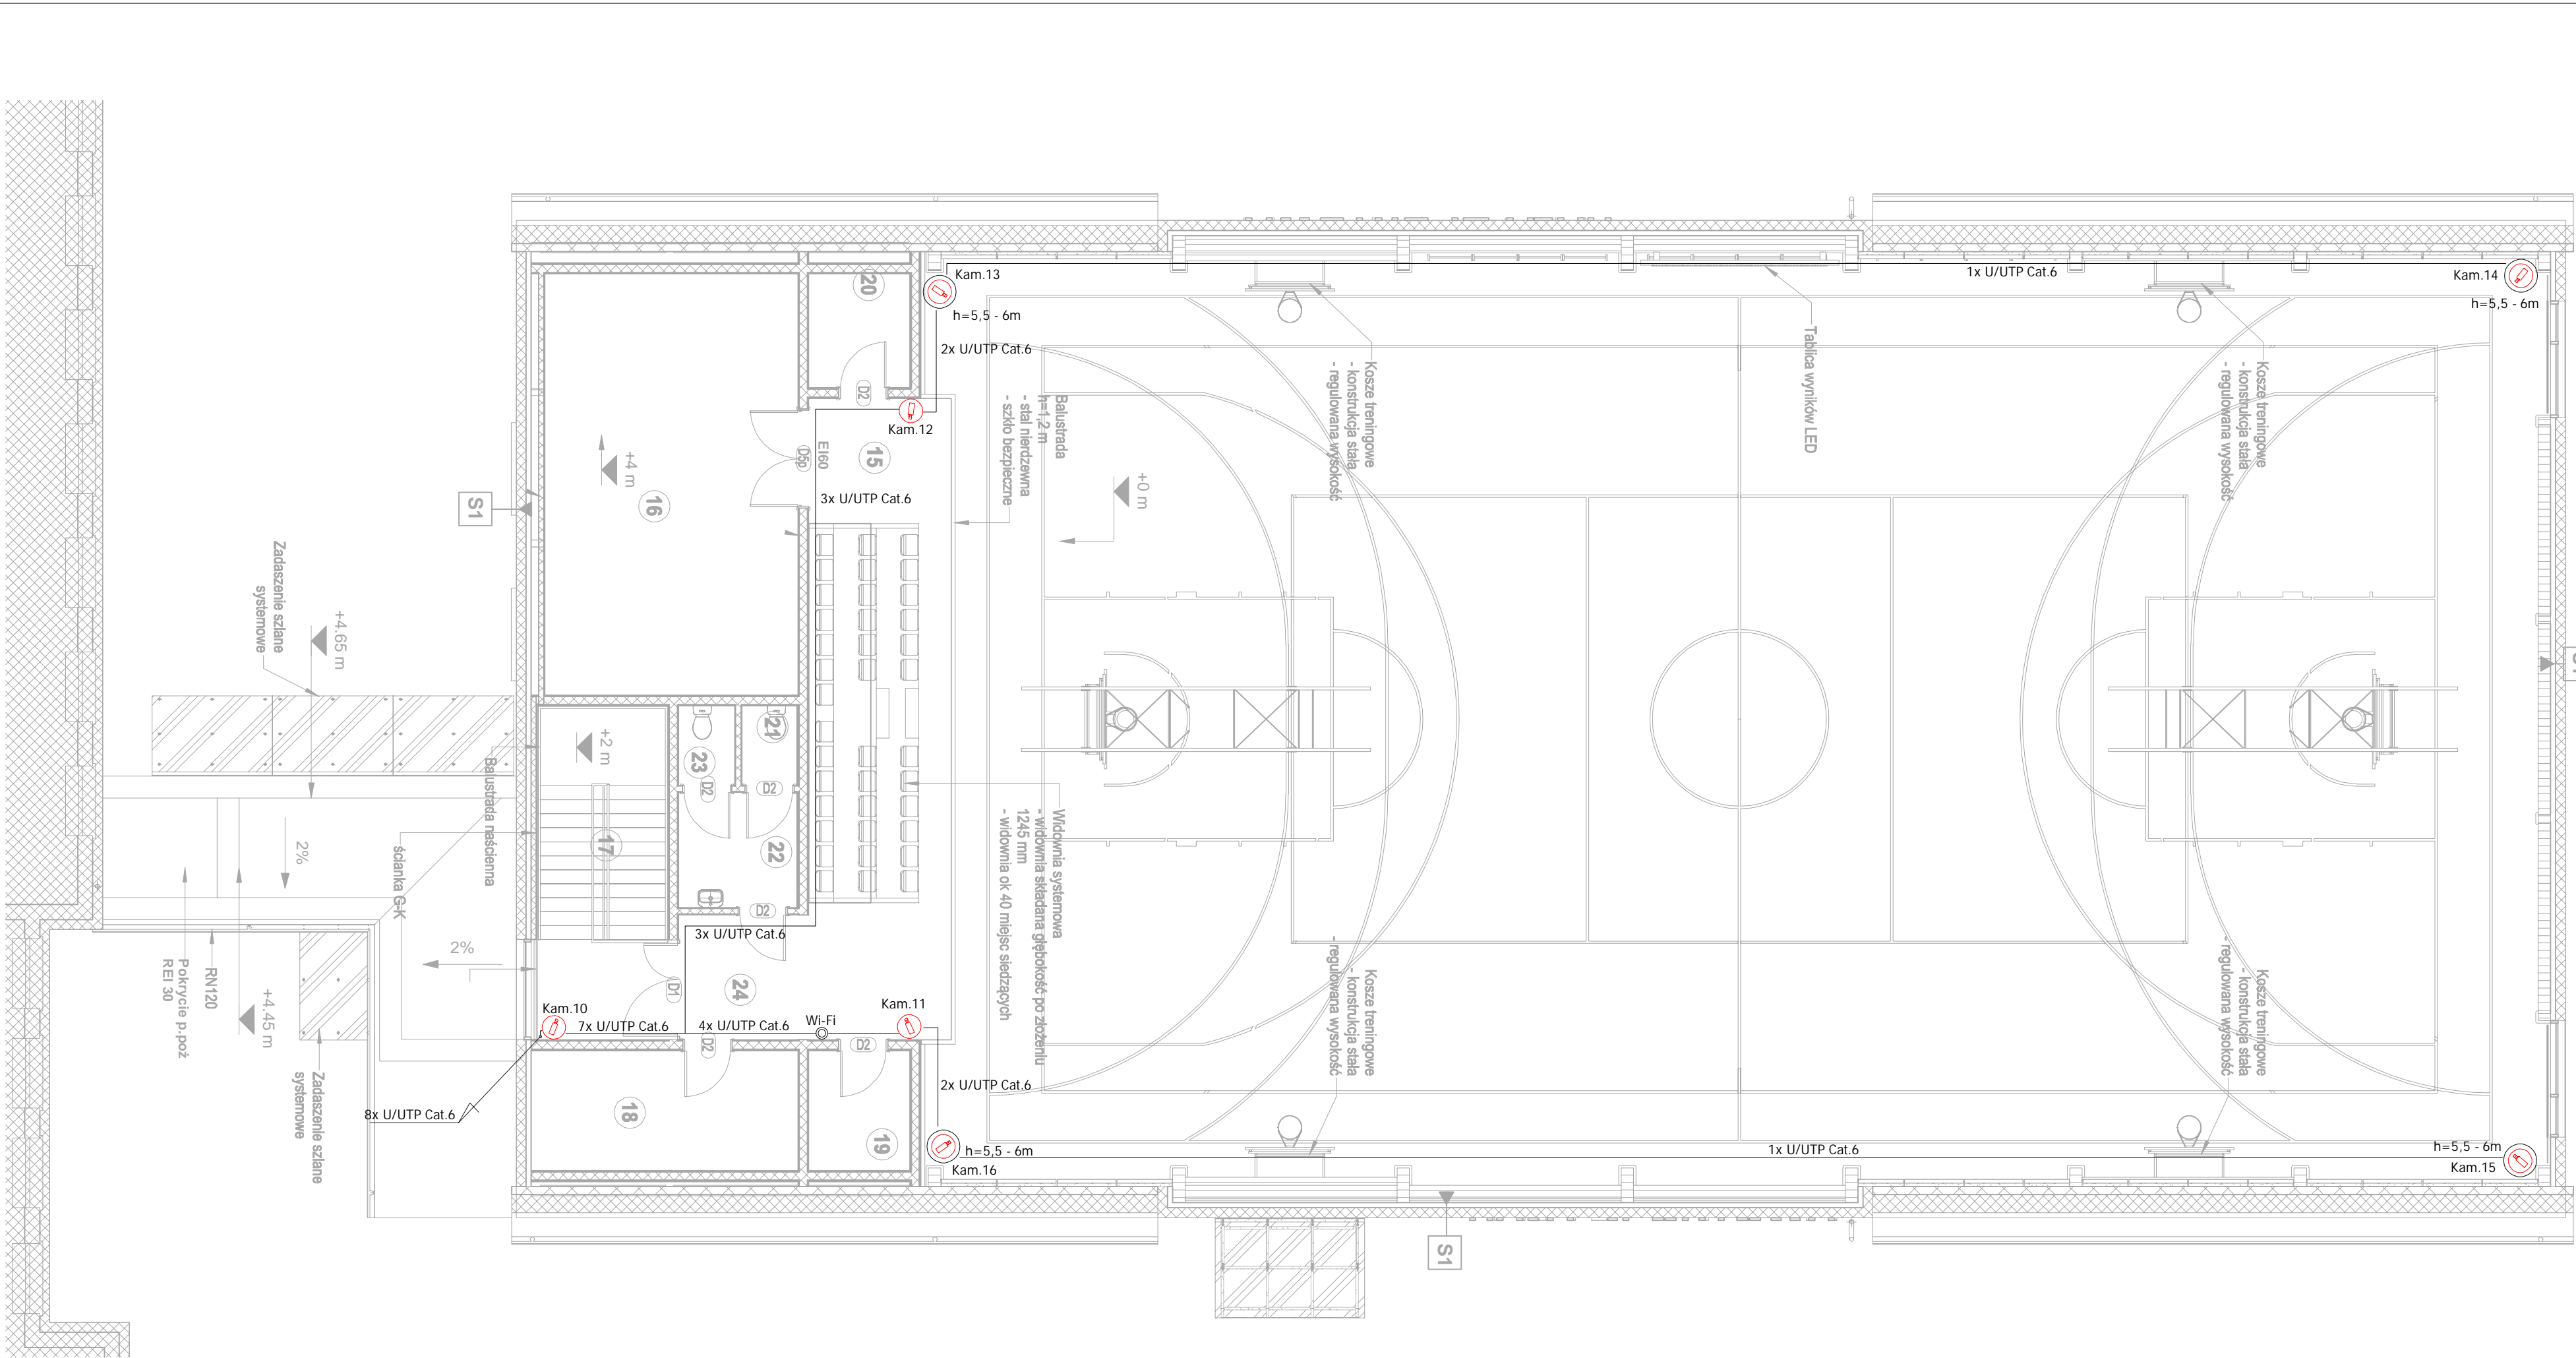 Kam.13
h=5,5 - 6m
2x U/UTP Cat.6
1x U/UTP Cat.6
Kam.14
h=5,5 - 6m
20
D2
Kam.12
15
EI60
D5p
3x U/UTP Cat.6
16
+4 m
S1
Balustrada
h=1,2 m
- stal nierdzewna
- szkło bezpieczne
+0 m
Kosze treningowe
- konstrukcja stała
- regulowana wysokość
Tablica wyników LED
Kosze treningowe
- konstrukcja stała
- regulowana wysokość
Zadaszenie szlane
systemowe
+4.65 m
+2 m
Balustrada naścienna
17
21
23
D2
D2
22
D2
3x U/UTP Cat.6
Widownia systemowa
- widownia składana głębokość po złożeniu
1245 mm
- widownia ok 40 miejsc siedzących
ścianka G-K
2%
2%
Pokrycie p.poż
REI 30
RN120
+4.45 m
Zadaszenie szlane
systemowe
24
D1
Kam.10
7x U/UTP Cat.6
4x U/UTP Cat.6
Wi-Fi
Kam.11
D2
D2
2x U/UTP Cat.6
8x U/UTP Cat.6
18
19
h=5,5 - 6m
Kam.16
Kosze treningowe
- konstrukcja stała
- regulowana wysokość
Kosze treningowe
- konstrukcja stała
- regulowana wysokość
1x U/UTP Cat.6
h=5,5 - 6m
Kam.15
S1